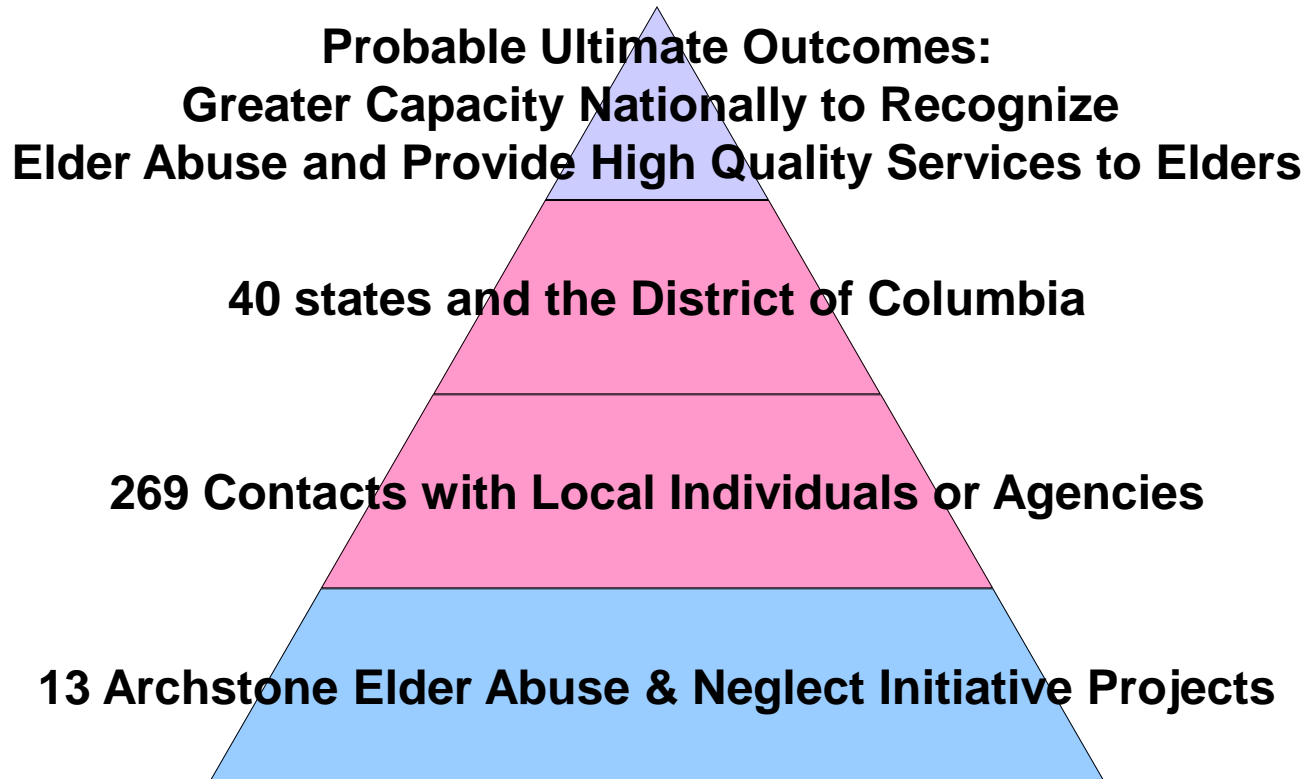 Probable Ultimate Outcomes:
Greater Capacity Nationally to Recognize
Elder Abuse and Provide High Quality Services to Elders
40 states and the District of Columbia
269 Contacts with Local Individuals or Agencies
13 Archstone Elder Abuse & Neglect Initiative Projects